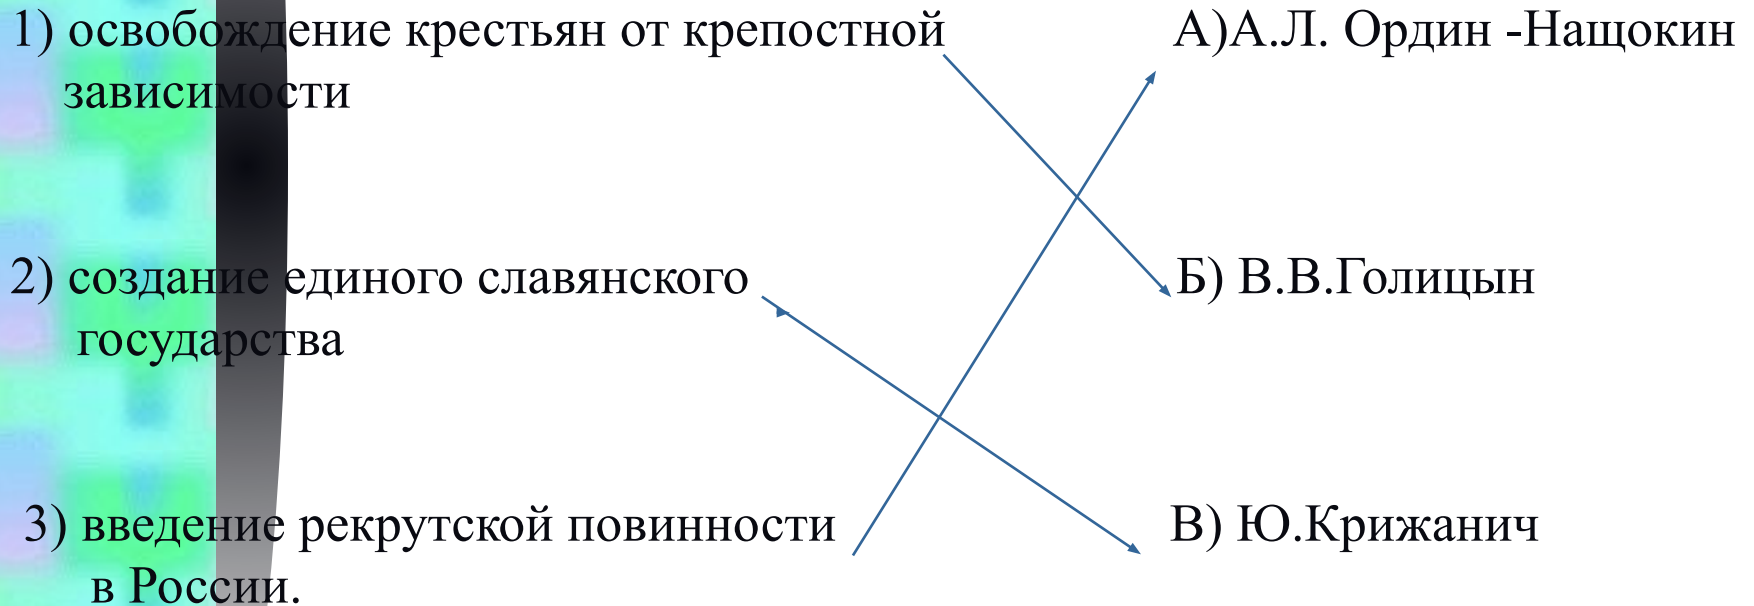 1) освобождение крестьян от крепостной
зависимости
А)А.Л. Ордин -Нащокин
2) создание единого славянского
государства
Б) В.В.Голицын
3) введение рекрутской повинности
в России.
В) Ю.Крижанич